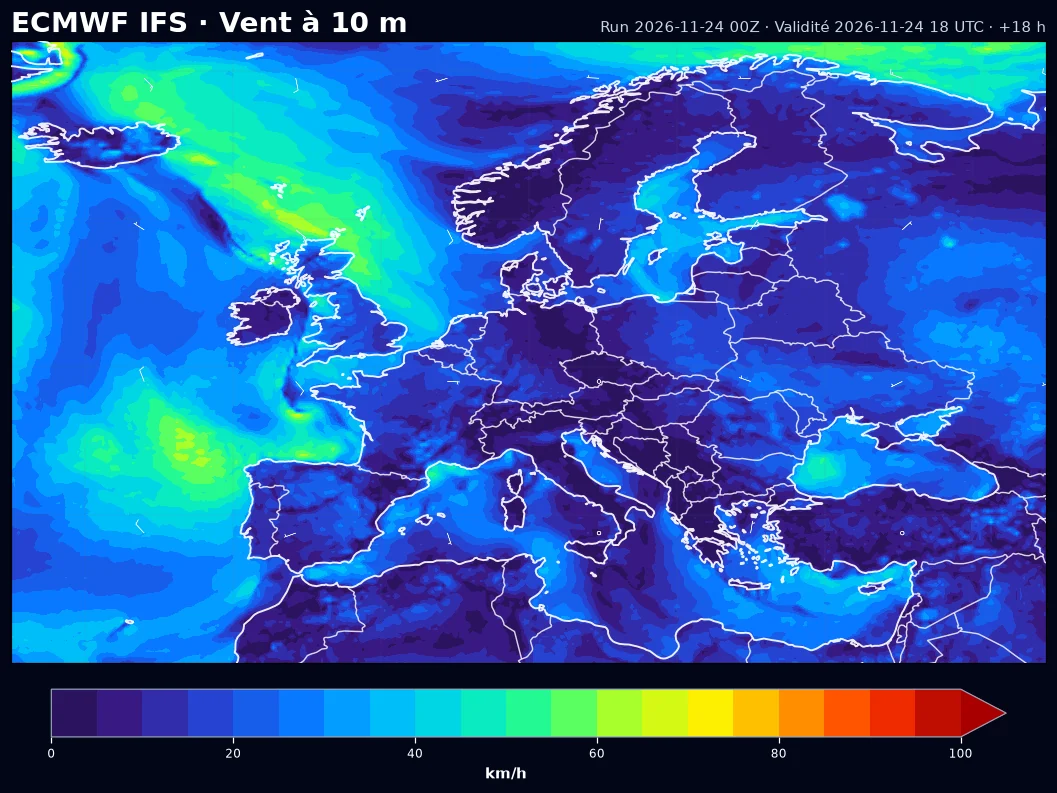 ECMWF IFS · Vent à 10 m
Run 2026-11-24 00Z · Validité 2026-11-24 18 UTC · +18 h
0 20 40 60 80 100
km/h